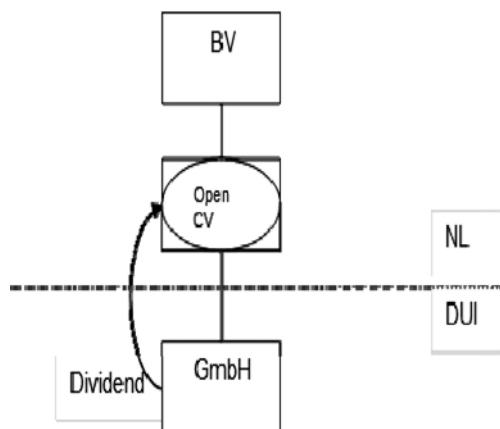 BV
Open
CV
NL
DUI
GmbH
Dividend